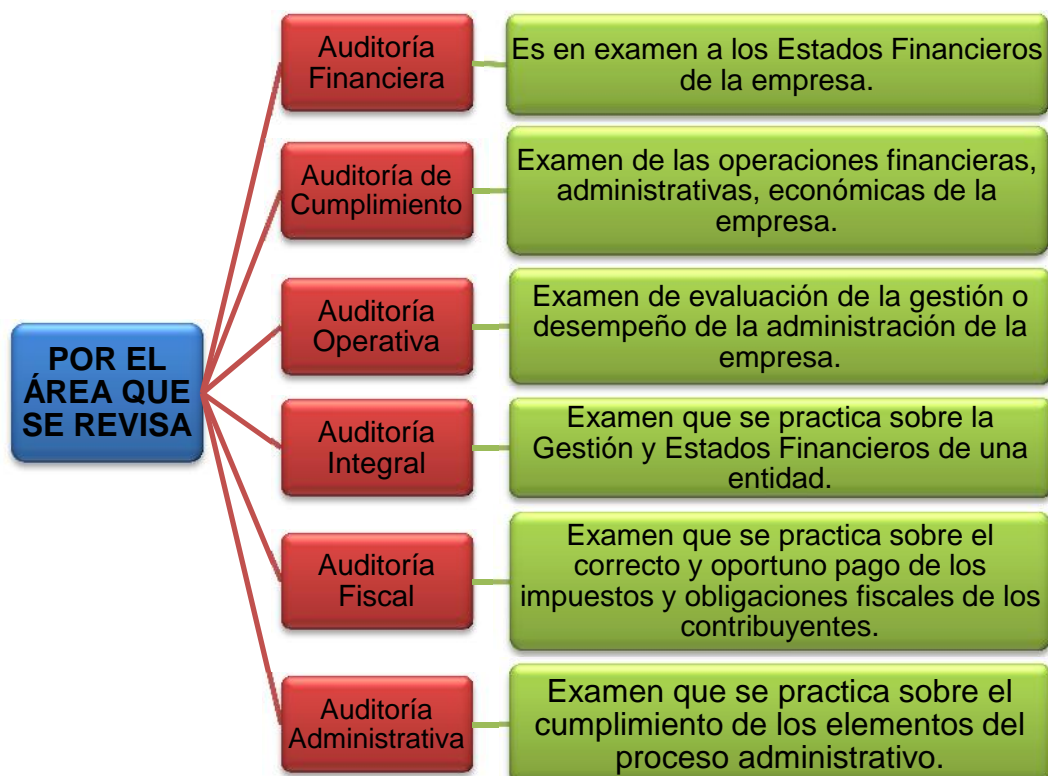 POR EL
ÁREA QUE
SE REVISA
Auditoría
Financiera
Es en examen a los Estados Financieros
de la empresa.
Auditoría de
Cumplimiento
Examen de las operaciones financieras,
administrativas, económicas de la
empresa.
Auditoría
Operativa
Examen de evaluación de la gestión o
desempeño de la administración de la
empresa.
Auditoría
Integral
Examen que se practica sobre la
Gestión y Estados Financieros de una
entidad.
Auditoría
Fiscal
Examen que se practica sobre el
correcto y oportuno pago de los
impuestos y obligaciones fiscales de los
contribuyentes.
Auditoría
Administrativa
Examen que se practica sobre el
cumplimiento de los elementos del
proceso administrativo.